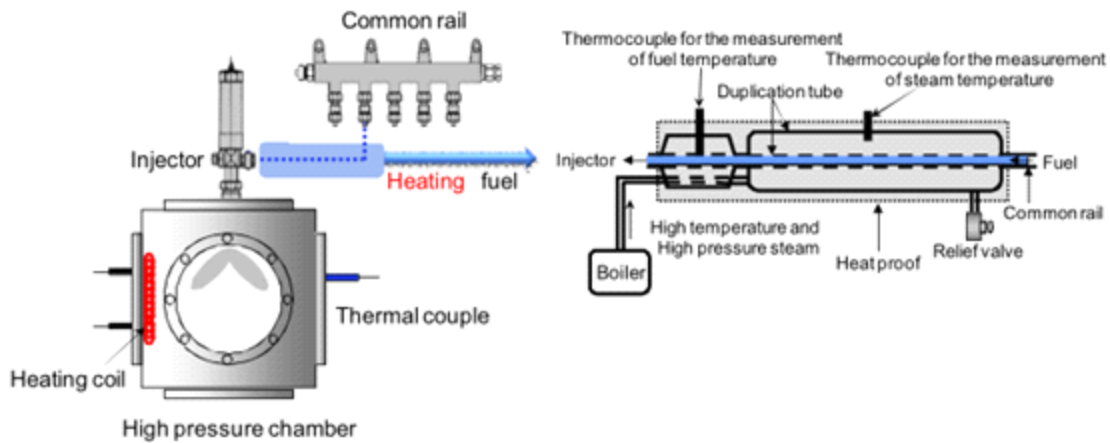 Common rail
Injector
Heating fuel
Thermal couple
Heating coil
High pressure chamber
Thermocouple for the measurement
of fuel temperature
Thermocouple for the measurement
of steam temperature
Duplication tube
Injector
Fuel
Common rail
High temperature and
High pressure steam
Relief valve
Heat proof
Boiler